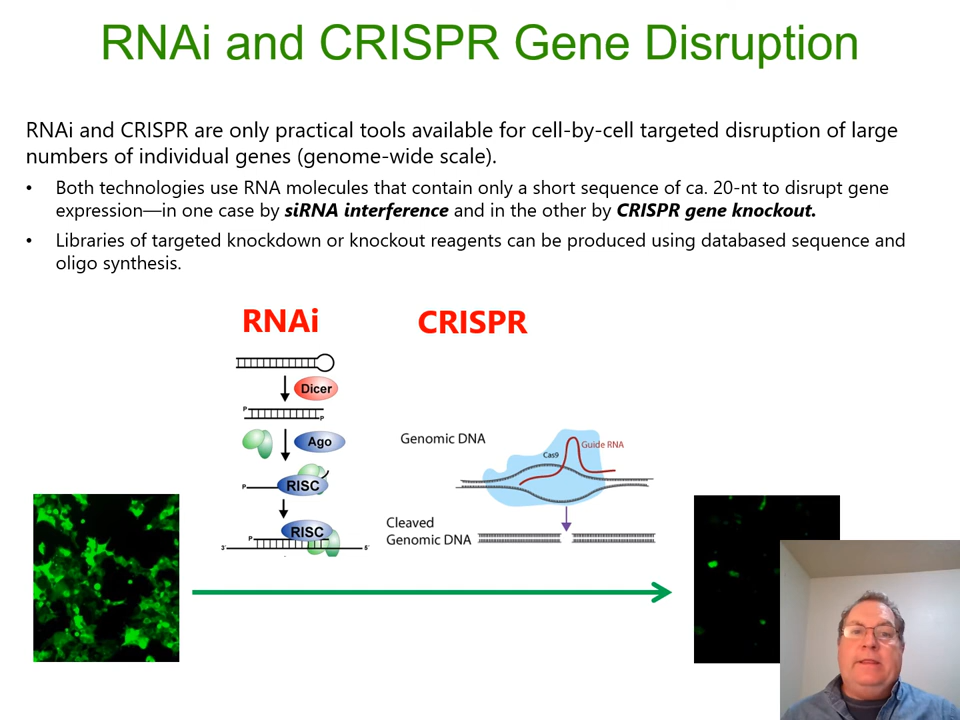 RNAi and CRISPR Gene Disruption
RNAi and CRISPR are only practical tools available for cell-by-cell targeted disruption of large
numbers of individual genes (genome-wide scale).
• Both technologies use RNA molecules that contain only a short sequence of ca. 20-nt to disrupt gene
expression—in one case by siRNA interference and in the other by CRISPR gene knockout.
• Libraries of targeted knockdown or knockout reagents can be produced using databased sequence and
oligo synthesis.
RNAi
CRISPR
Dicer
P
P
Ago
P
RISC
P
RISC
3'
5'
Genomic DNA
Cas9
Guide RNA
Cleaved
Genomic DNA